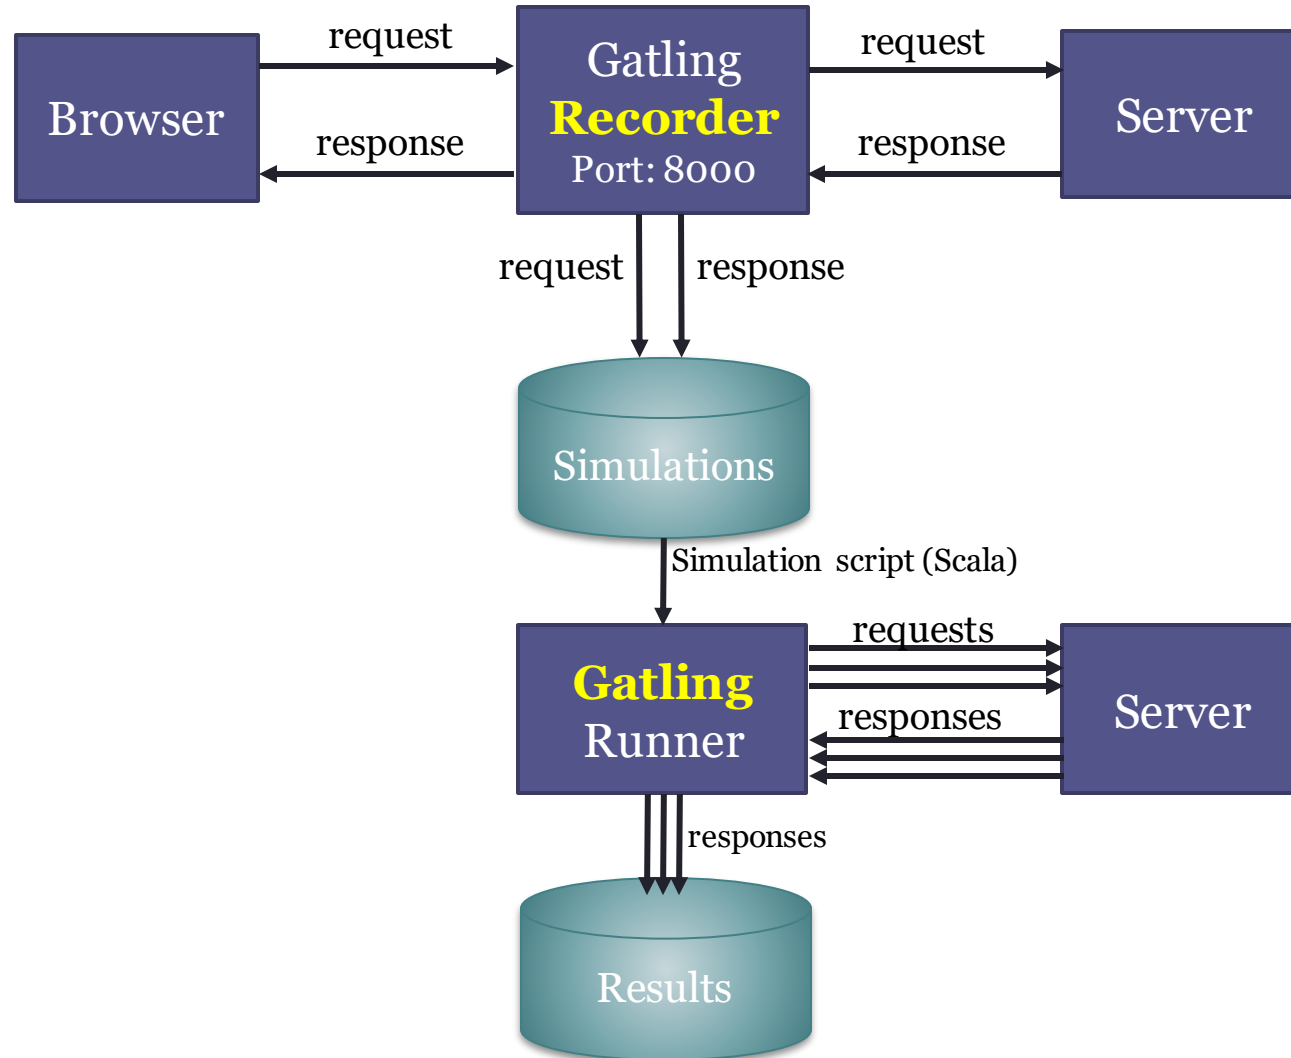 request
request
Browser
Gatling
Recorder
Port: 8000
Server
response
response
request
response
Simulations
Simulation script (Scala)
requests
Gatling
Runner
Server
responses
responses
Results